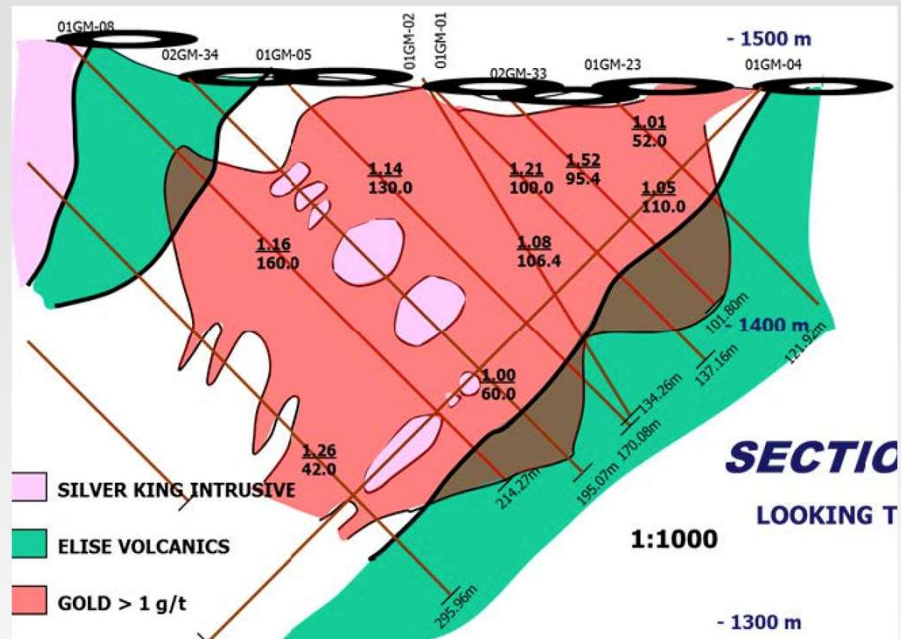 01GM-08
02GM-34
01GM-05
01GM-02
01GM-01
02GM-33
01GM-23
01GM-04
- 1500 m
1.01
52.0
1.14
130.0
1.21
100.0
1.52
95.4
1.05
110.0
1.16
160.0
1.08
106.4
101.80m
- 1400 m
121.92m
137.16m
1.00
60.0
134.26m
170.08m
1.26
42.0
195.07m
214.27m
SECTIO
LOOKING T
1:1000
SILVER KING INTRUSIVE
ELISE VOLCANICS
GOLD > 1 g/t
295.96m
- 1300 m